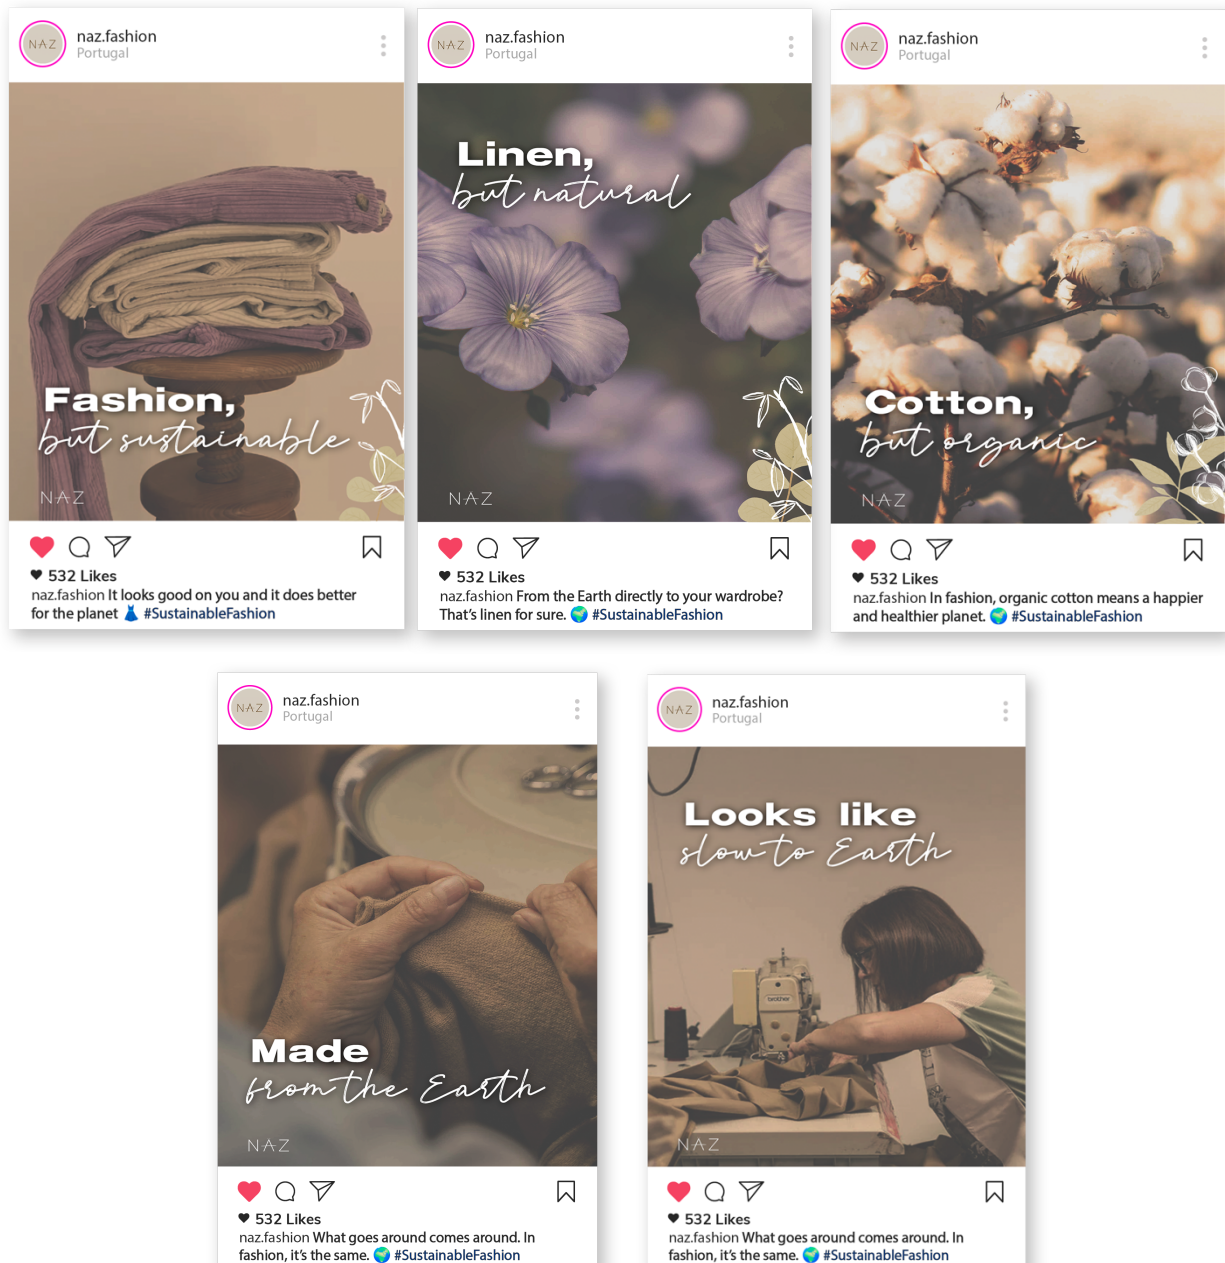 NAZ
naz.fashion
Portugal
Fashion,
but sustainable
NAZ
532 Likes
naz.fashion It looks good on you and it does better
for the planet 👗 #SustainableFashion
NAZ
naz.fashion
Portugal
Linen,
but natural
NAZ
532 Likes
naz.fashion From the Earth directly to your wardrobe?
That's linen for sure. 🌍 #SustainableFashion
NAZ
naz.fashion
Portugal
Cotton,
but organic
NAZ
532 Likes
naz.fashion In fashion, organic cotton means a happier
and healthier planet. 🌍 #SustainableFashion
NAZ
naz.fashion
Portugal
Made
from the Earth
NAZ
532 Likes
naz.fashion What goes around comes around. In
fashion, it's the same. 🌍 #SustainableFashion
NAZ
naz.fashion
Portugal
Looks like
slow to Earth
brother
NAZ
532 Likes
naz.fashion What goes around comes around. In
fashion, it's the same. 🌍 #SustainableFashion